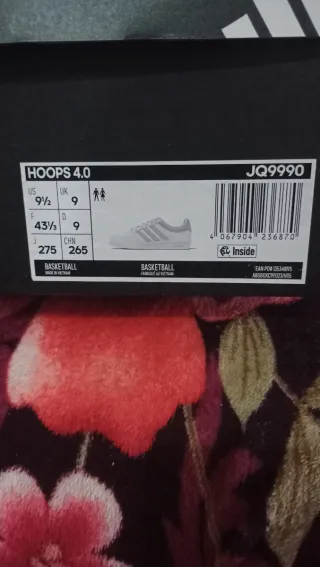 HOOPS 4.0 JQ9990
US 9½ UK 9
F 43⅓ D 9
J 275 CHN 265
4 067904 236870
Inside
BASKETBALL BASKETBALL
MADE IN VIETNAM FABRIQUÉ AU VIETNAM